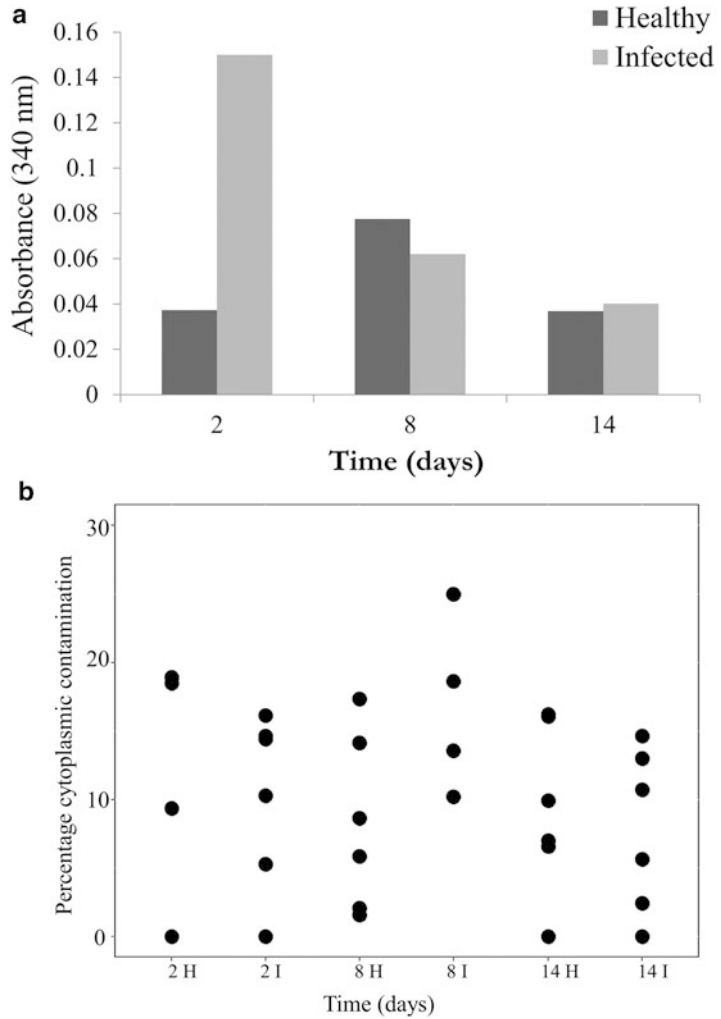 a
Healthy
Infected
Absorbance (340 nm)
0.16
0.14
0.12
0.1
0.08
0.06
0.04
0.02
0
2 8 14
Time (days)
b
Percentage cytoplasmic contamination
30
20
10
0
2 H 2 I 8 H 8 I 14 H 14 I
Time (days)